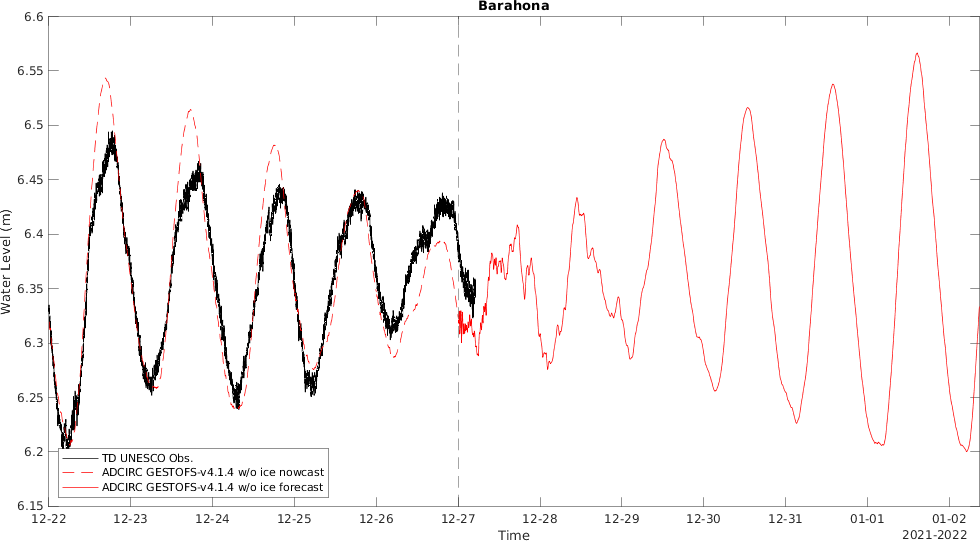 Barahona
Water Level (m)
6.6
6.55
6.5
6.45
6.4
6.35
6.3
6.25
6.2
6.15
TD UNESCO Obs.
ADCIRC GESTOFS-v4.1.4 w/o ice nowcast
ADCIRC GESTOFS-v4.1.4 w/o ice forecast
12-22 12-23 12-24 12-25 12-26 12-27 12-28 12-29 12-30 12-31 01-01 01-02
Time
2021-2022